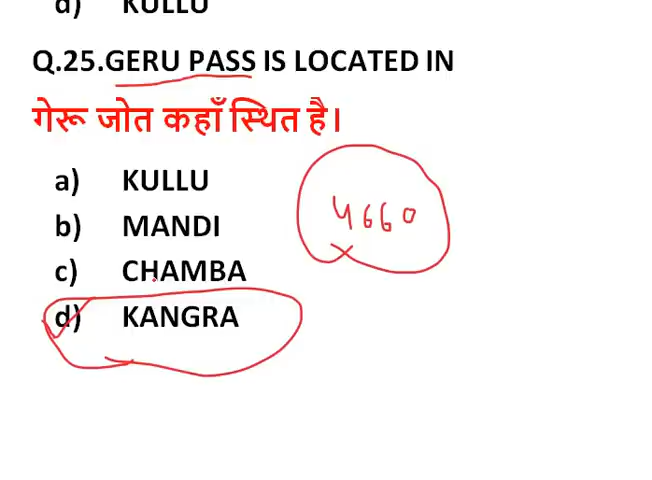 d) KULLU
Q.25.GERU PASS IS LOCATED IN
गेरू जोत कहाँ स्थित है।
a) KULLU
b) MANDI
4660
c) CHAMBA
d) KANGRA